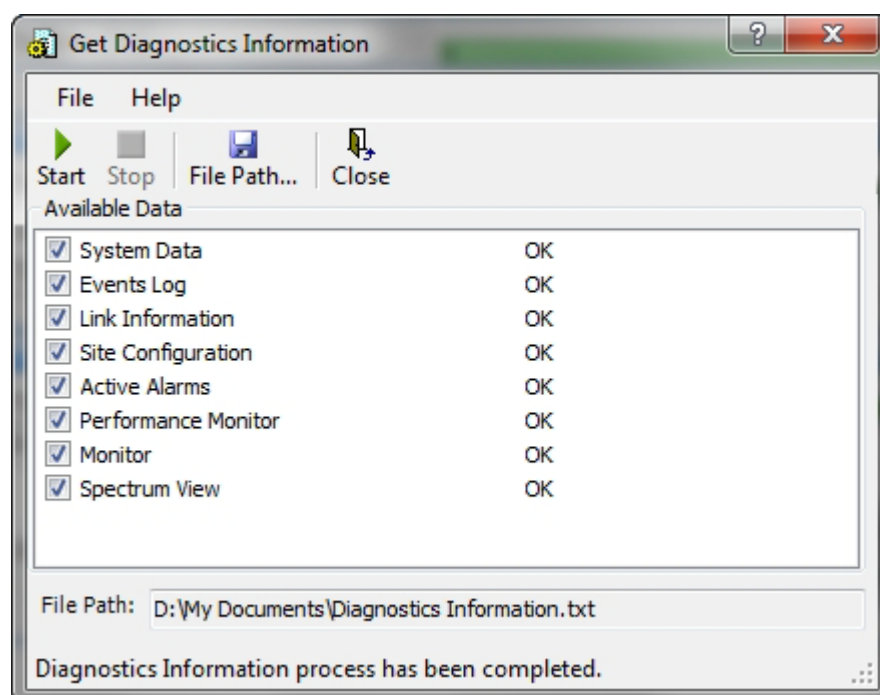 Get Diagnostics Information
File Help
Start Stop File Path... Close
Available Data
System Data OK
Events Log OK
Link Information OK
Site Configuration OK
Active Alarms OK
Performance Monitor OK
Monitor OK
Spectrum View OK
File Path: D:\My Documents\Diagnostics Information.txt
Diagnostics Information process has been completed.